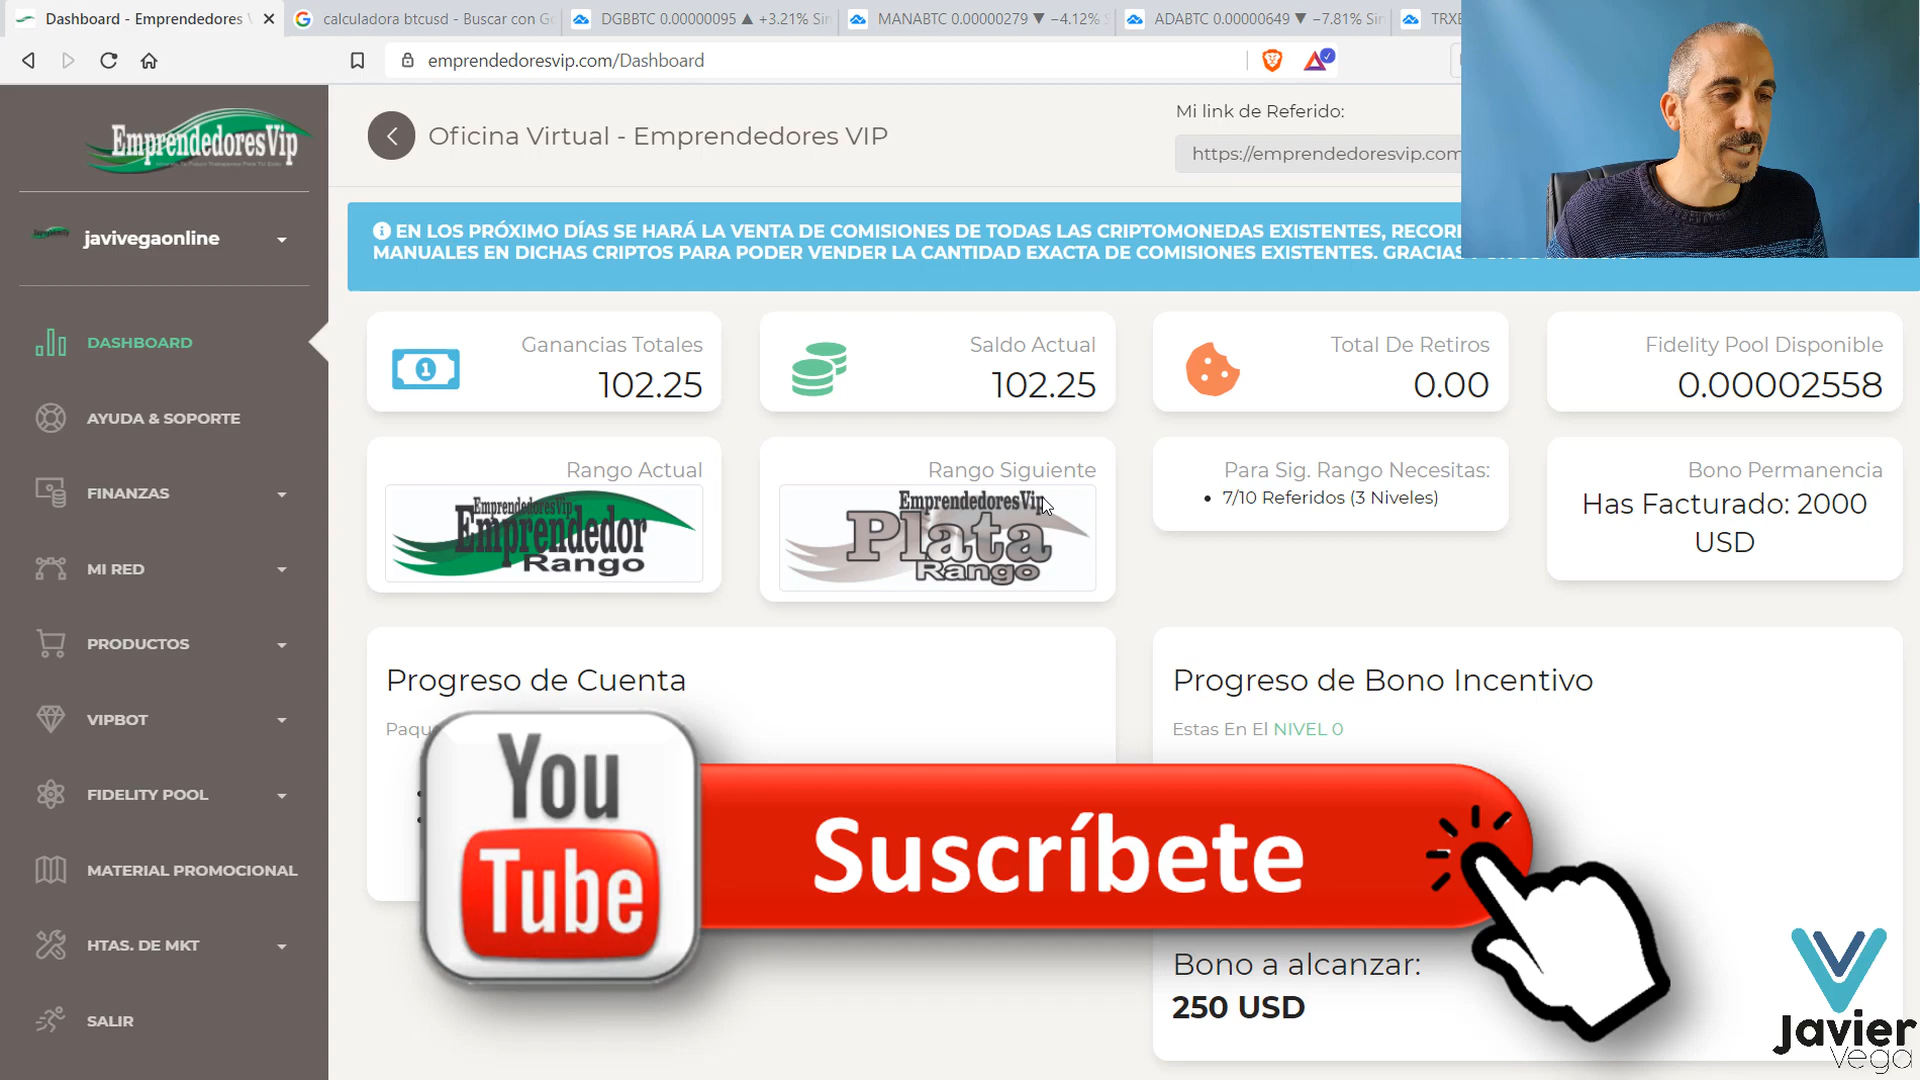 Dashboard - Emprendedores
calculadora btcusd - Buscar con Go
DGBBTC 0.00000095 ▲ +3.21% Sin
MANABTC 0.00000279 ▼ −4.12%
ADABTC 0.00000649 ▼ −7.81% Sin
TRXB
emprendedoresvip.com/Dashboard
EmprendedoresVip
javivegaonline
DASHBOARD
AYUDA & SOPORTE
FINANZAS
MI RED
PRODUCTOS
VIPBOT
FIDELITY POOL
MATERIAL PROMOCIONAL
HTAS. DE MKT
SALIR
Oficina Virtual - Emprendedores VIP
Mi link de Referido:
https://emprendedoresvip.com
EN LOS PRÓXIMO DÍAS SE HARÁ LA VENTA DE COMISIONES DE TODAS LAS CRIPTOMONEDAS EXISTENTES, RECOR
MANUALES EN DICHAS CRIPTOS PARA PODER VENDER LA CANTIDAD EXACTA DE COMISIONES EXISTENTES. GRACIAS
Ganancias Totales
102.25
Saldo Actual
102.25
Total De Retiros
0.00
Fidelity Pool Disponible
0.00002558
Rango Actual
EmprendedoresVip
Emprendedor
Rango
Rango Siguiente
EmprendedoresVip
Plata
Rango
Para Sig. Rango Necesitas:
• 7/10 Referidos (3 Niveles)
Bono Permanencia
Has Facturado: 2000
USD
Progreso de Cuenta
Paqu
Progreso de Bono Incentivo
Estas En El NIVEL 0
You
Tube
Suscríbete
Bono a alcanzar:
250 USD
Javier
Vega